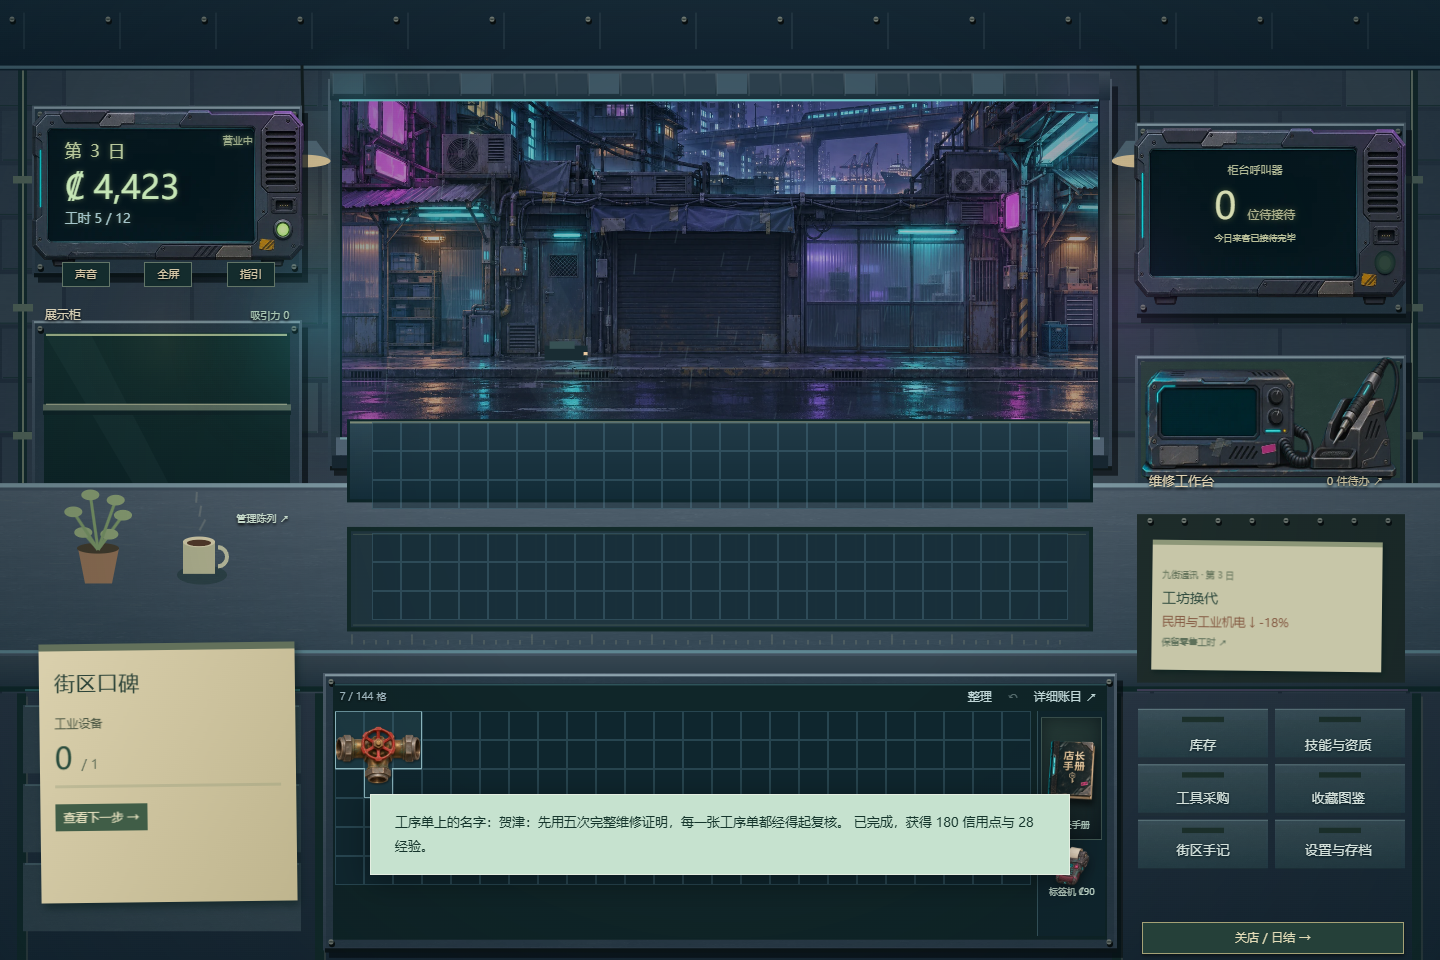 第 3 日
营业中
₡ 4,423
工时 5 / 12
声音
全屏
指引
展示柜
吸引力 0
管理陈列 ↗
街区口碑
工业设备
0 / 1
查看下一步 →
柜台呼叫器
0 位待接待
今日来客已接待完毕
维修工作台
0 件待办 ↗
九街通讯 · 第 3 日
工坊换代
民用与工业机电 ↓ -18%
保留零售工时 ↗
7 / 144 格
整理
↶
详细账目 ↗
店长
手册
手册
标签机 ₡90
工序单上的名字：贺津：先用五次完整维修证明，每一张工序单都经得起复核。 已完成，获得 180 信用点与 28
经验。
库存
技能与资质
工具采购
收藏图鉴
街区手记
设置与存档
关店 / 日结 →